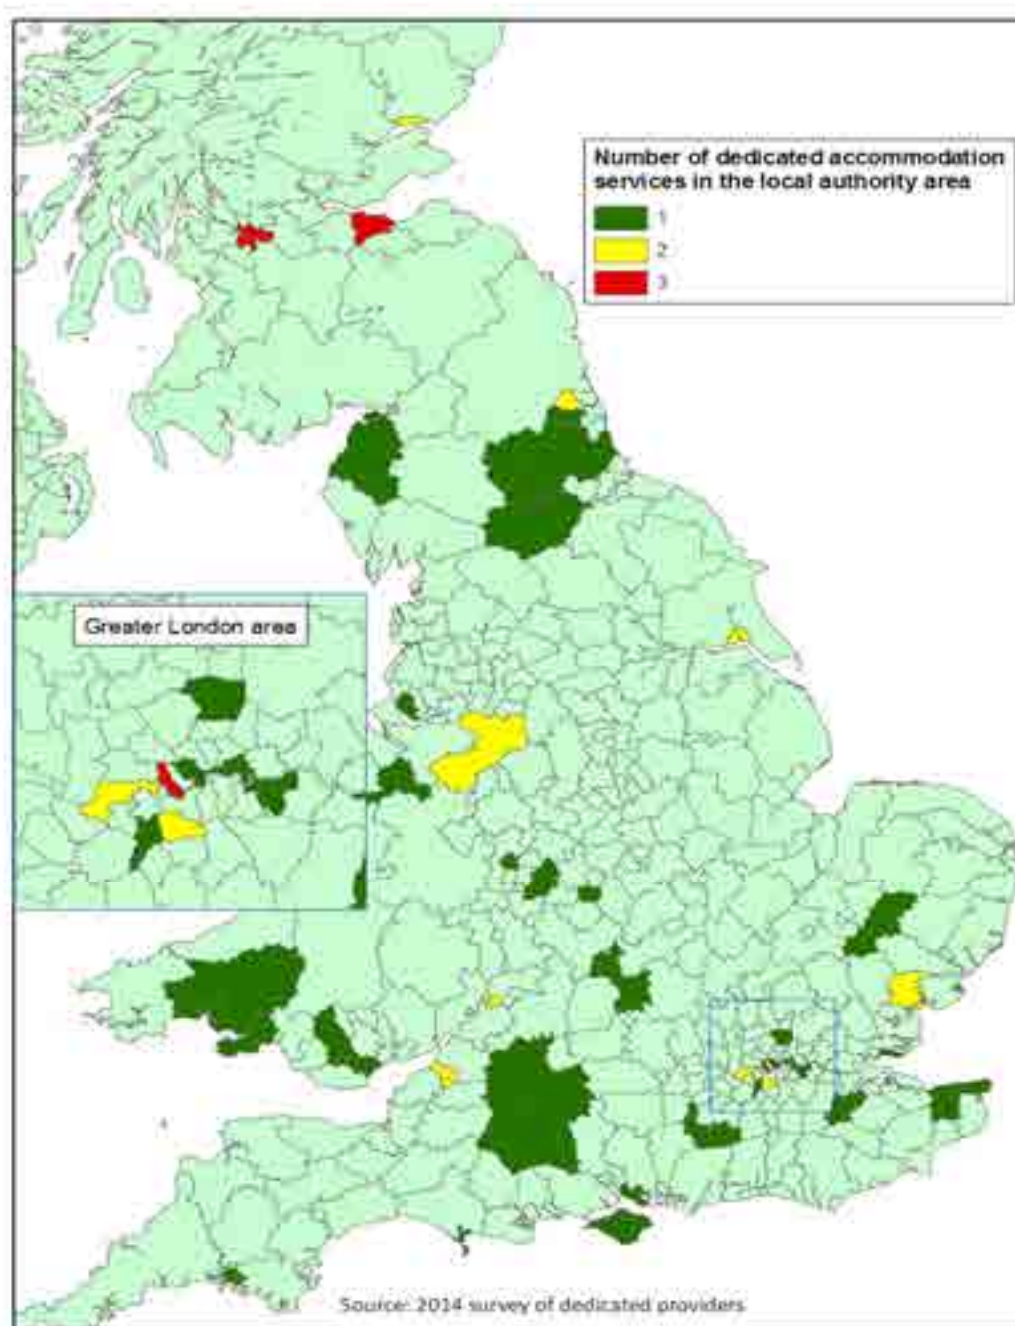 Number of dedicated accommodation
services in the local authority area
1
2
3
Greater London area
Source: 2014 survey of dedicated providers